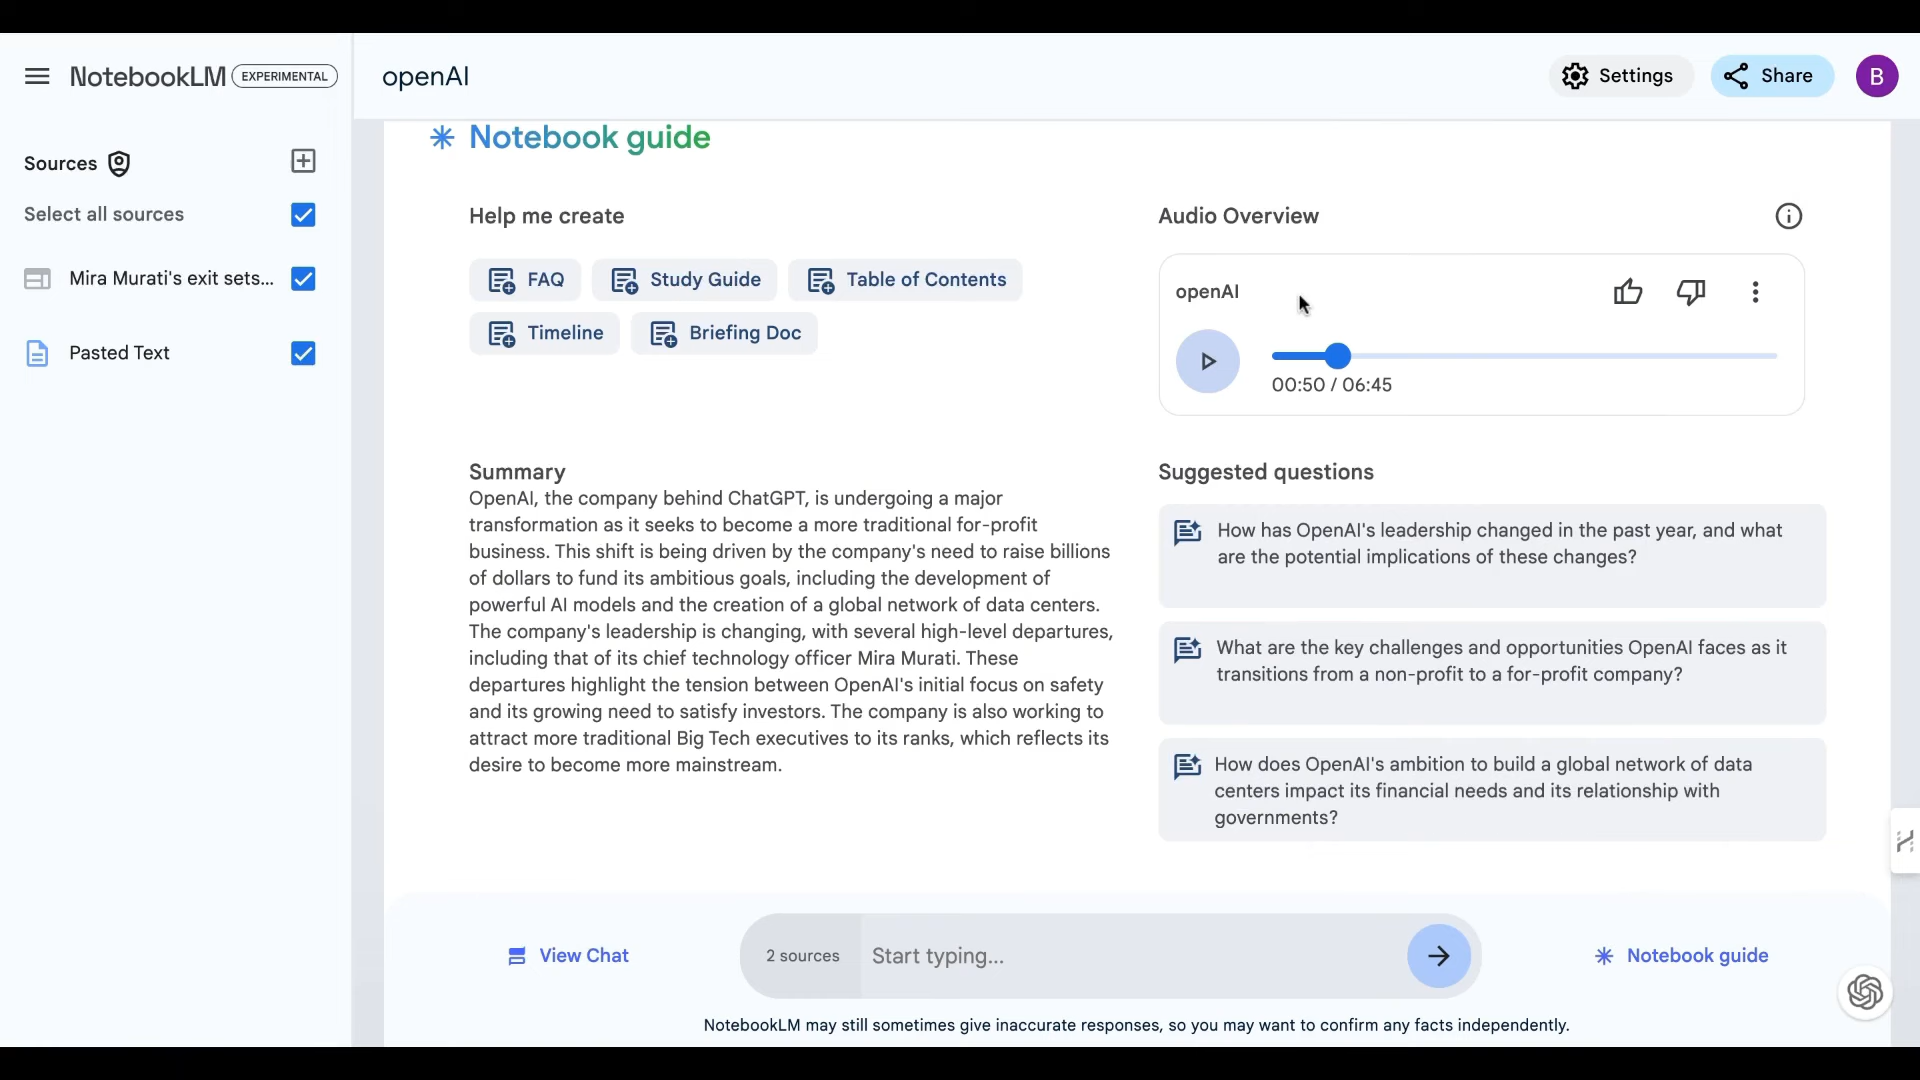 NotebookLM EXPERIMENTAL
openAI
Settings
Share
B
Sources
Select all sources
Mira Murati's exit sets...
Pasted Text
Notebook guide
Help me create
FAQ
Study Guide
Table of Contents
Timeline
Briefing Doc
Audio Overview
openAI
00:50 / 06:45
Summary
OpenAI, the company behind ChatGPT, is undergoing a major
transformation as it seeks to become a more traditional for-profit
business. This shift is being driven by the company's need to raise billions
of dollars to fund its ambitious goals, including the development of
powerful AI models and the creation of a global network of data centers.
The company's leadership is changing, with several high-level departures,
including that of its chief technology officer Mira Murati. These
departures highlight the tension between OpenAI's initial focus on safety
and its growing need to satisfy investors. The company is also working to
attract more traditional Big Tech executives to its ranks, which reflects its
desire to become more mainstream.
Suggested questions
How has OpenAI's leadership changed in the past year, and what
are the potential implications of these changes?
What are the key challenges and opportunities OpenAI faces as it
transitions from a non-profit to a for-profit company?
How does OpenAI's ambition to build a global network of data
centers impact its financial needs and its relationship with
governments?
View Chat
2 sources
Start typing...
Notebook guide
NotebookLM may still sometimes give inaccurate responses, so you may want to confirm any facts independently.